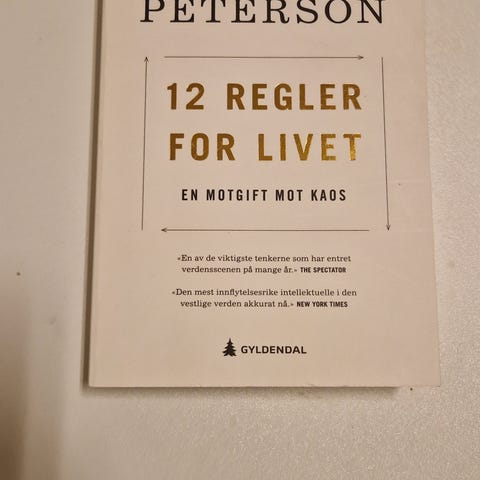 PETERSON
12 REGLER
FOR LIVET
EN MOTGIFT MOT KAOS
«En av de viktigste tenkerne som har entret
verdensscenen på mange år.» THE SPECTATOR
«Den mest innflytelsesrike intellektuelle i den
vestlige verden akkurat nå.» NEW YORK TIMES
GYLDENDAL